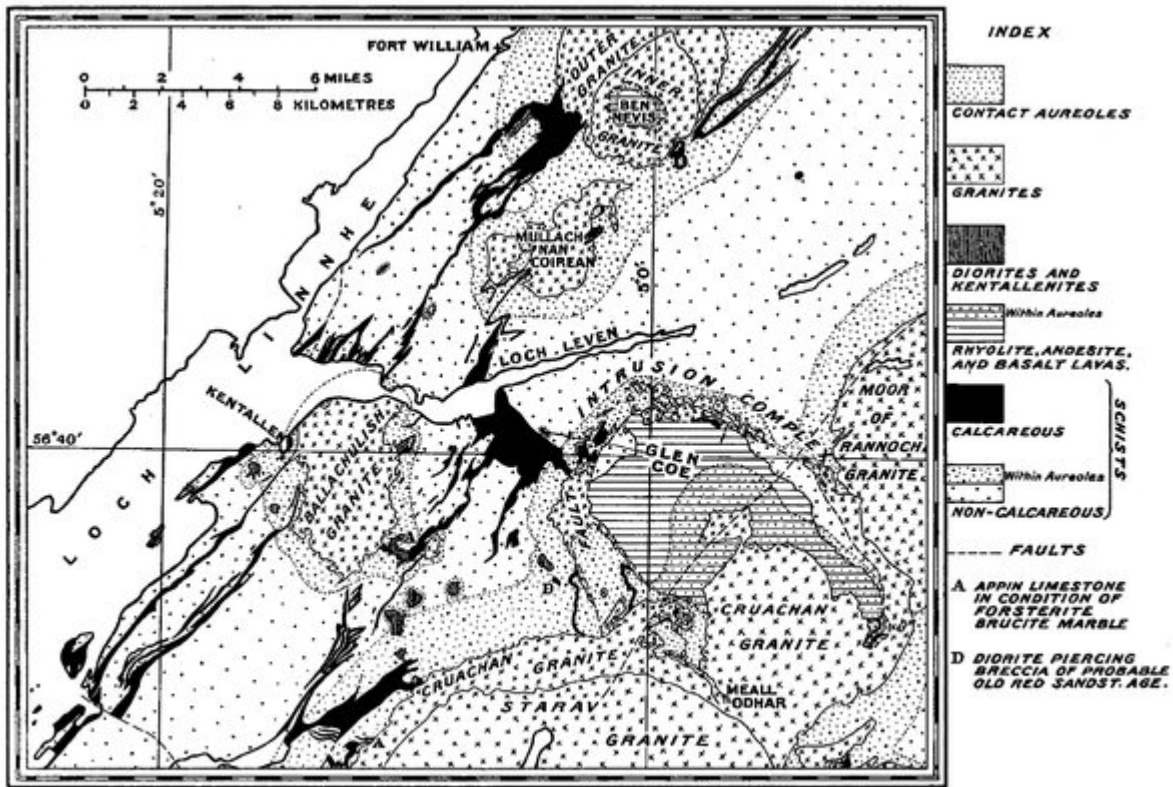 FORT WILLIAM
0 2 4 6 MILES
0 2 4 6 8 KILOMETRES
OUTER GRANITE
INNER GRANITE
BEN NEVIS
D
5° 20'
5° 0'
MULLACH
NAN
COIREAN
LOCH LINNHE
LOCH LEVEN
KENTALLEN
56° 40'
BALLACHULISH
GRANITE
INTRUSION COMPLEX
FAULT
GLEN
COE
MOOR
OF
RANNOCH
GRANITE
D
CRUACHAN
GRANITE
CRUACHAN GRANITE
STARAV
GRANITE
MEALL
ODHAR
A
INDEX
CONTACT AUREOLES
GRANITES
DIORITES AND
KENTALLENITES
Within Aureoles
RHYOLITE, ANDESITE,
AND BASALT LAVAS.
CALCAREOUS
Within Aureoles
NON-CALCAREOUS
SCHISTS
FAULTS
A APPIN LIMESTONE
IN CONDITION OF
FORSTERITE
BRUCITE MARBLE
D DIORITE PIERCING
BRECCIA OF PROBABLE
OLD RED SANDST. AGE.